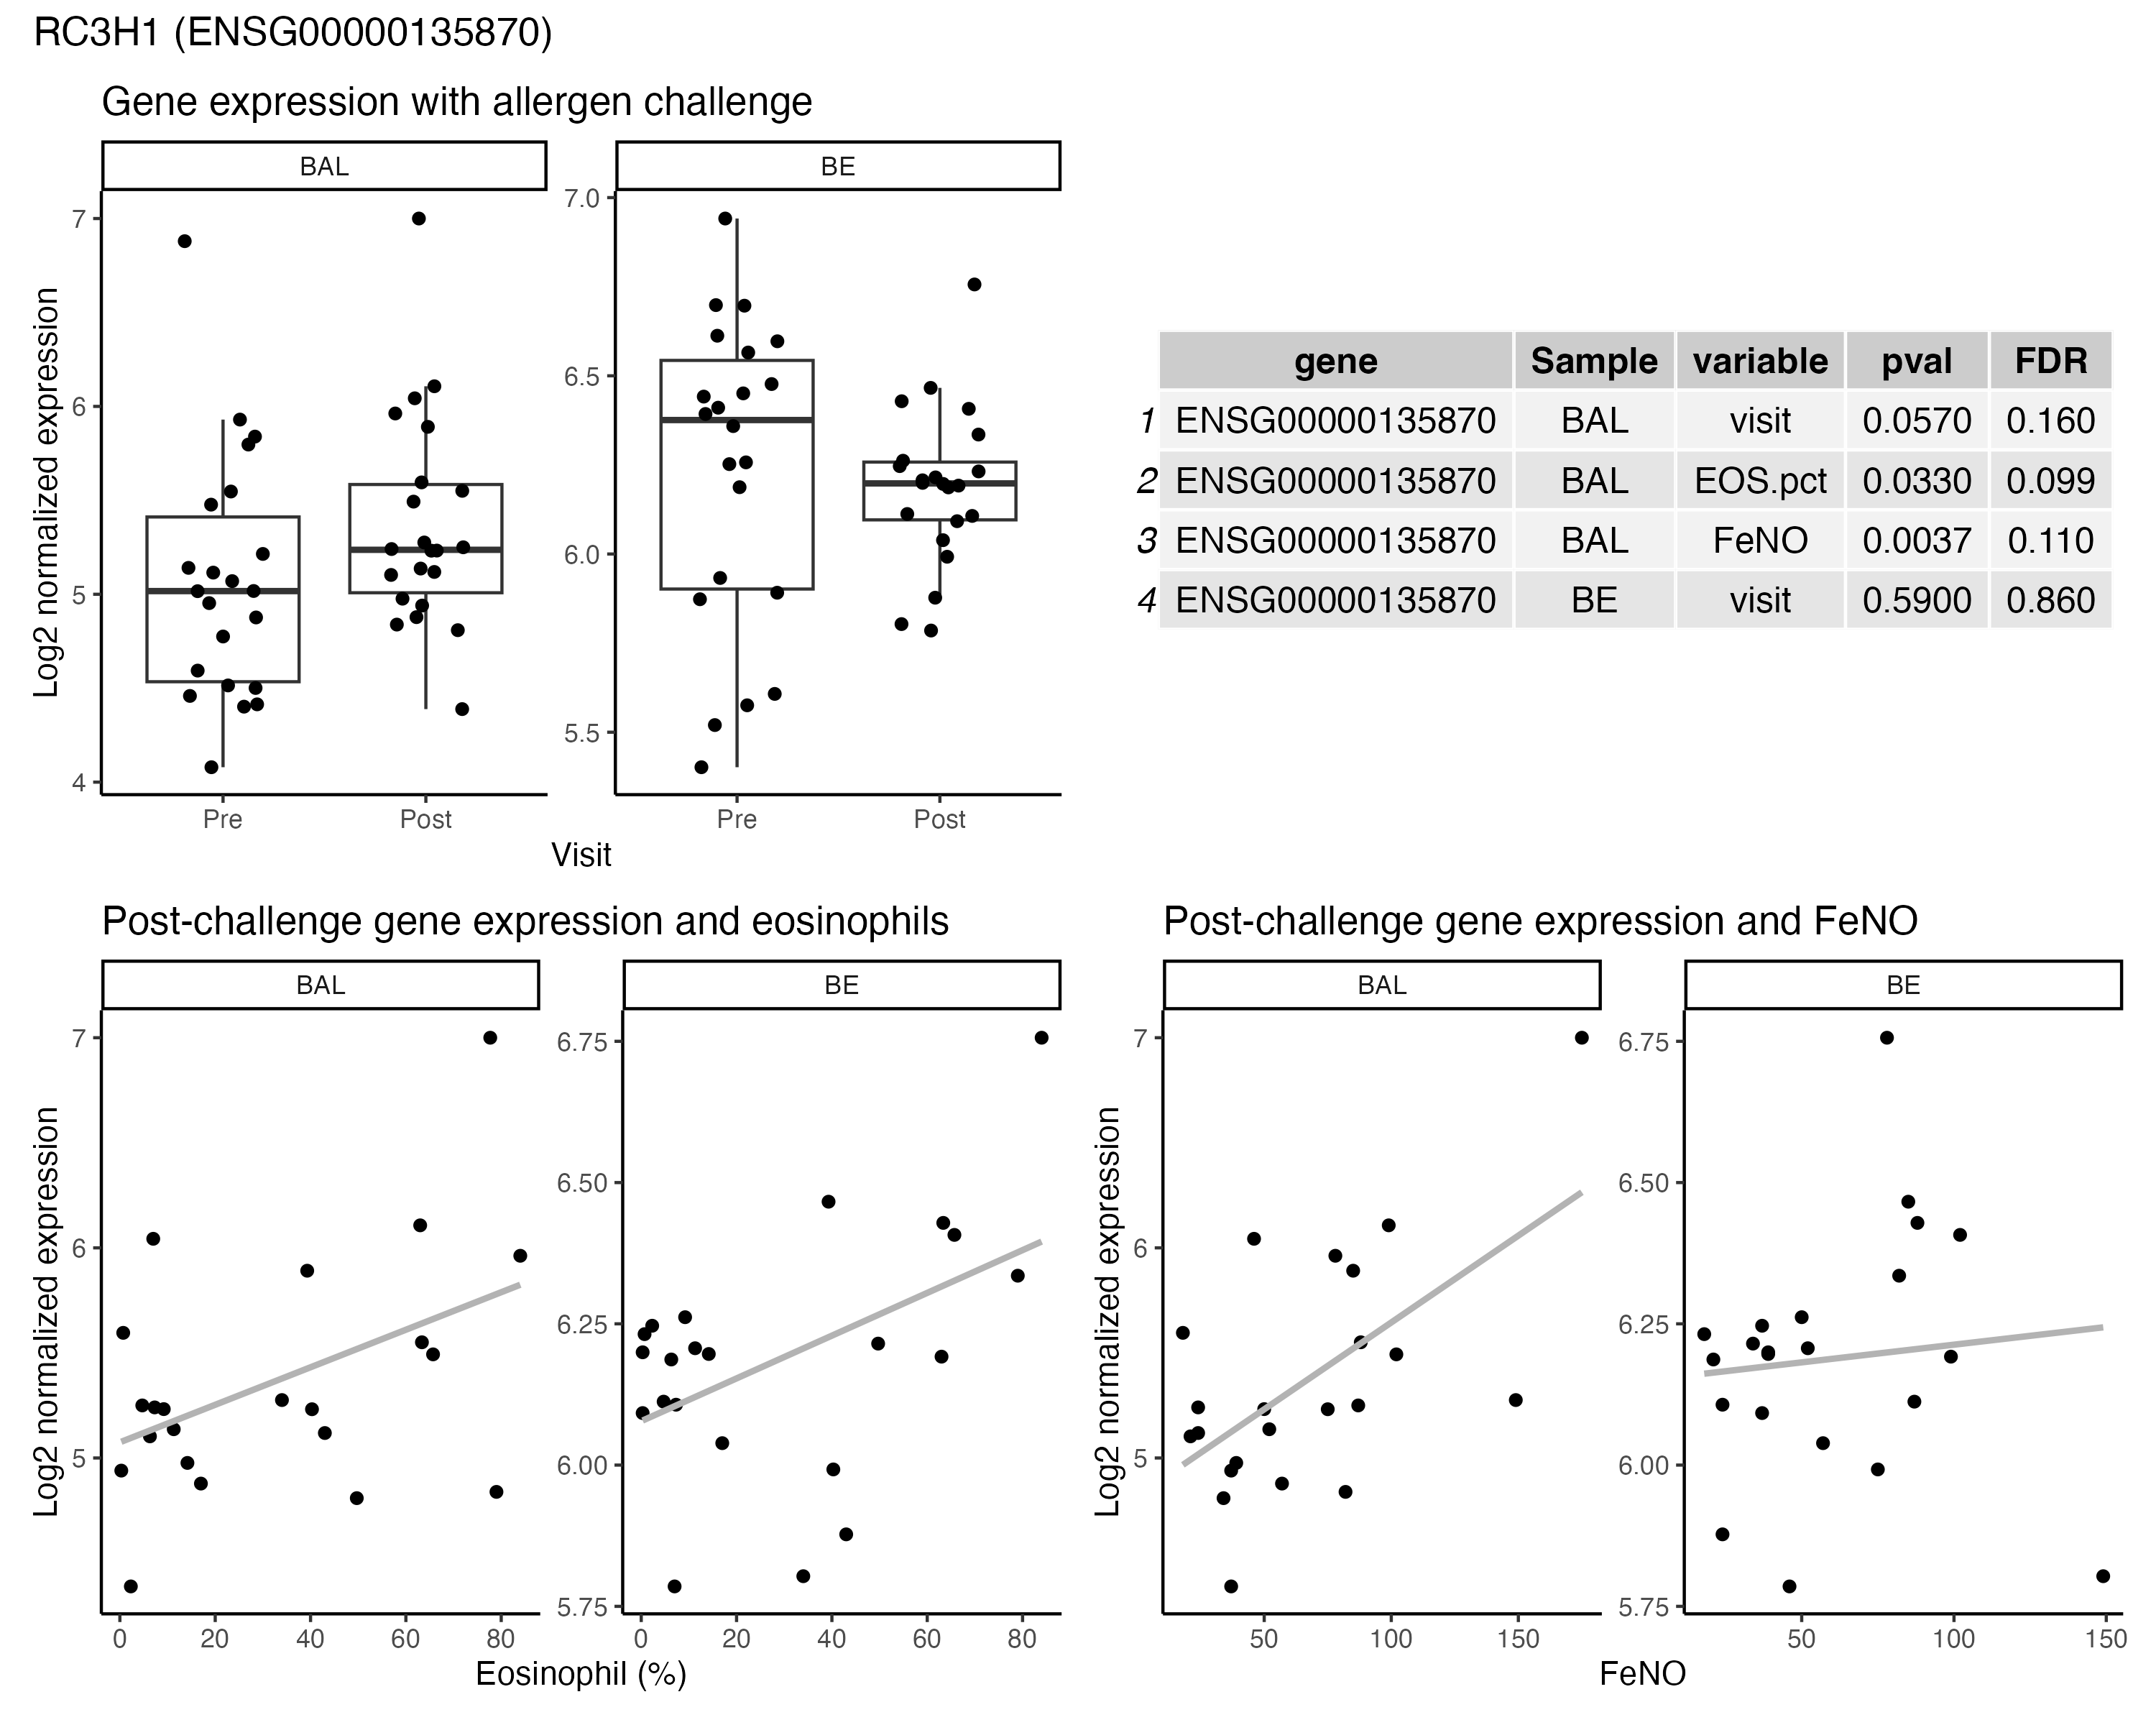 RC3H1 (ENSG00000135870)
Gene expression with allergen challenge
BAL BE
Log2 normalized expression
7
6
5
4
7.0
6.5
6.0
5.5
Pre Post Pre Post
Visit
gene Sample variable pval FDR
1 ENSG00000135870 BAL visit 0.0570 0.160
2 ENSG00000135870 BAL EOS.pct 0.0330 0.099
3 ENSG00000135870 BAL FeNO 0.0037 0.110
4 ENSG00000135870 BE visit 0.5900 0.860
Post-challenge gene expression and eosinophils
BAL BE
Log2 normalized expression
7
6
5
6.75
6.50
6.25
6.00
5.75
0 20 40 60 80 0 20 40 60 80
Eosinophil (%)
Post-challenge gene expression and FeNO
BAL BE
Log2 normalized expression
7
6
5
6.75
6.50
6.25
6.00
5.75
50 100 150 50 100 150
FeNO